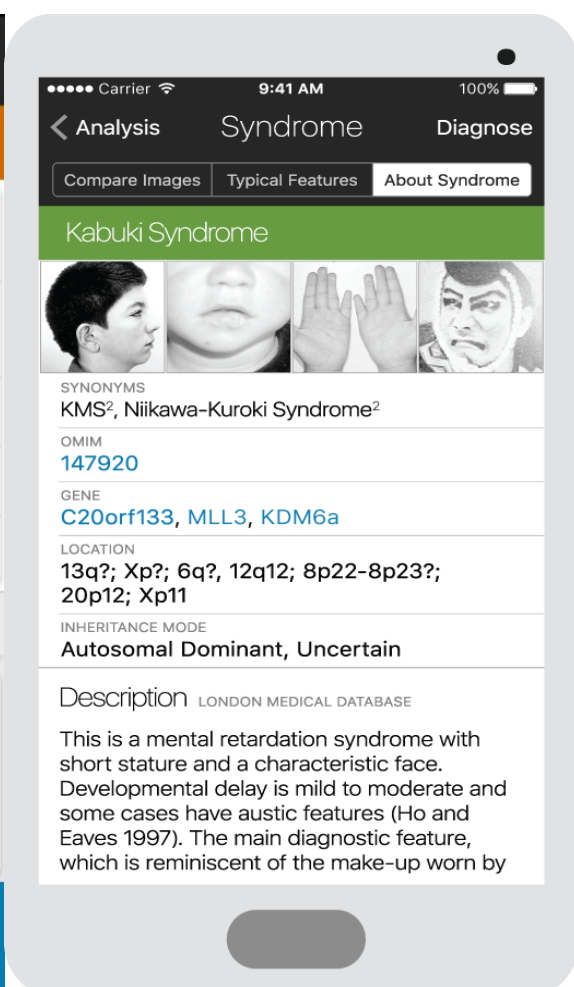 Carrier 9:41 AM 100%
Analysis Syndrome Diagnose
Compare Images Typical Features About Syndrome
Kabuki Syndrome
SYNONYMS
KMS², Niikawa-Kuroki Syndrome²
OMIM
147920
GENE
C20orf133, MLL3, KDM6a
LOCATION
13q?; Xp?; 6q?, 12q12; 8p22-8p23?;
20p12; Xp11
INHERITANCE MODE
Autosomal Dominant, Uncertain
Description LONDON MEDICAL DATABASE
This is a mental retardation syndrome with
short stature and a characteristic face.
Developmental delay is mild to moderate and
some cases have austic features (Ho and
Eaves 1997). The main diagnostic feature,
which is reminiscent of the make-up worn by